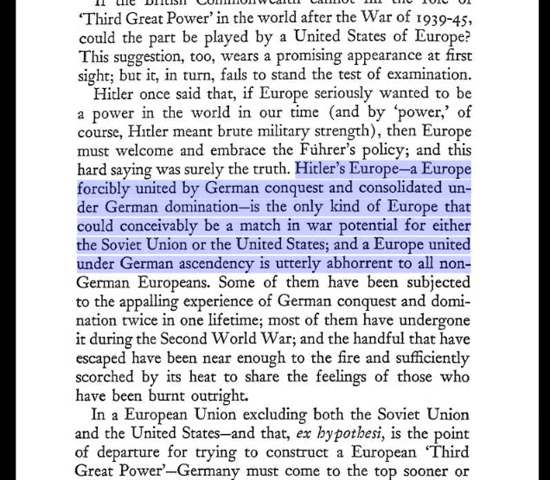 If the British Commonwealth cannot fill the role of
‘Third Great Power’ in the world after the War of 1939-45,
could the part be played by a United States of Europe?
This suggestion, too, wears a promising appearance at first
sight; but it, in turn, fails to stand the test of examination.
Hitler once said that, if Europe seriously wanted to be
a power in the world in our time (and by ‘power,’ of
course, Hitler meant brute military strength), then Europe
must welcome and embrace the Führer’s policy; and this
hard saying was surely the truth. Hitler’s Europe—a Europe
forcibly united by German conquest and consolidated un-
der German domination—is the only kind of Europe that
could conceivably be a match in war potential for either
the Soviet Union or the United States; and a Europe united
under German ascendency is utterly abhorrent to all non-
German Europeans. Some of them have been subjected
to the appalling experience of German conquest and domi-
nation twice in one lifetime; most of them have undergone
it during the Second World War; and the handful that have
escaped have been near enough to the fire and sufficiently
scorched by its heat to share the feelings of those who
have been burnt outright.
In a European Union excluding both the Soviet Union
and the United States—and that, ex hypothesi, is the point
of departure for trying to construct a European ‘Third
Great Power’—Germany must come to the top sooner or